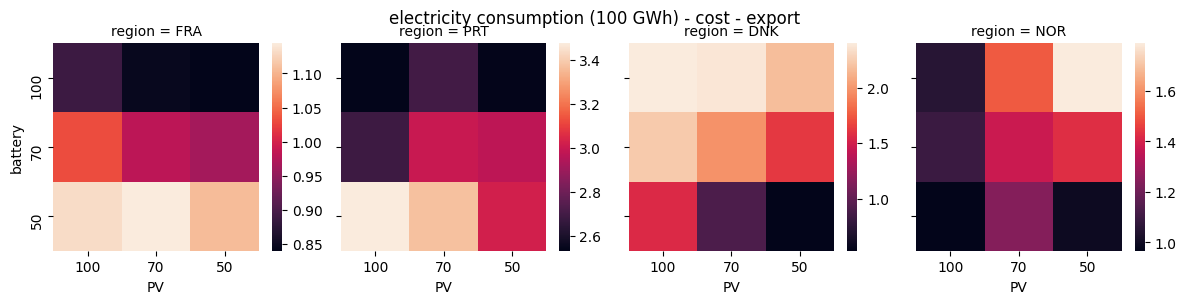 electricity consumption (100 GWh) - cost - export
region = FRA
region = PRT
region = DNK
region = NOR
battery
100
70
50
100 70 50
PV
1.10
1.05
1.00
0.95
0.90
0.85
100 70 50
PV
3.4
3.2
3.0
2.8
2.6
100 70 50
PV
2.0
1.5
1.0
100 70 50
PV
1.6
1.4
1.2
1.0